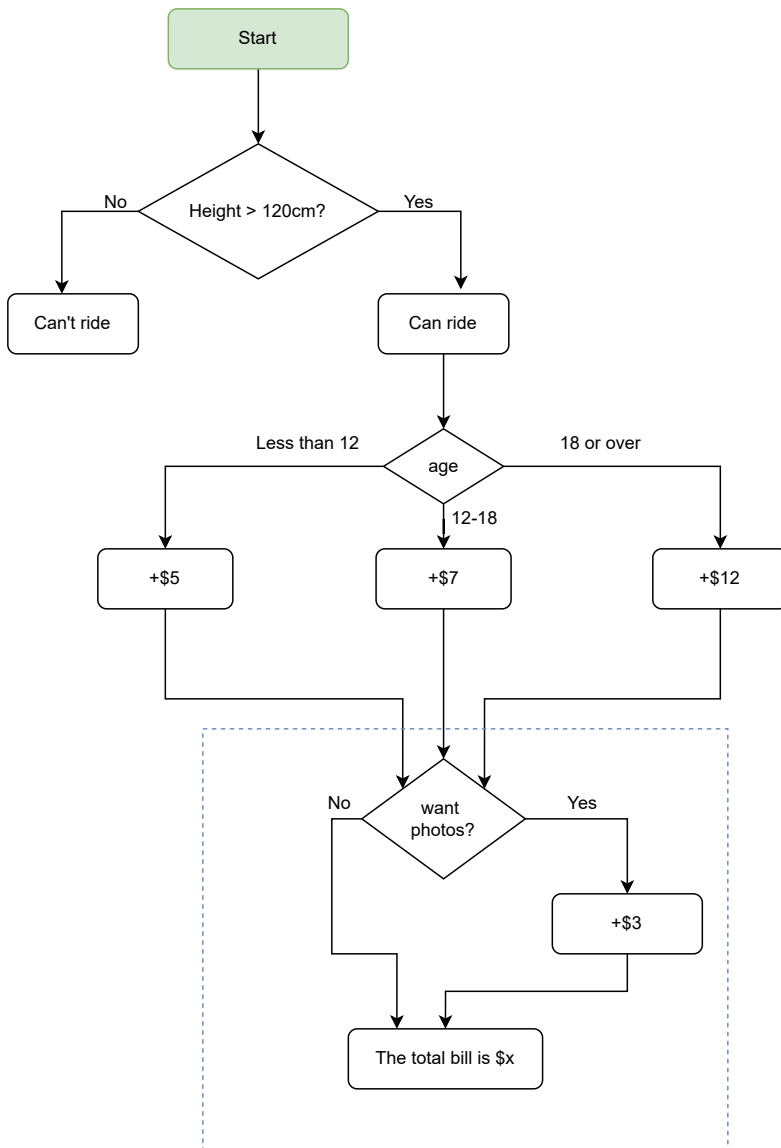 Start
Height > 120cm?
No
Yes
Can't ride
Can ride
age
Less than 12
18 or over
12-18
+$5
+$7
+$12
want
photos?
No
Yes
+$3
The total bill is $x